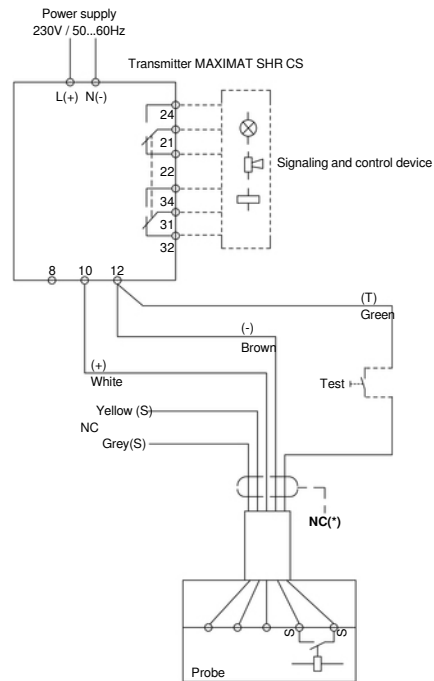 Power supply
230V / 50...60Hz
Transmitter MAXIMAT SHR CS
L(+) N(-)
24
21
22
34
31
32
Signaling and control device
8 10 12
(T)
Green
(-)
Brown
(+)
White
Test
Yellow (S)
NC
Grey(S)
NC(*)
S S
Probe